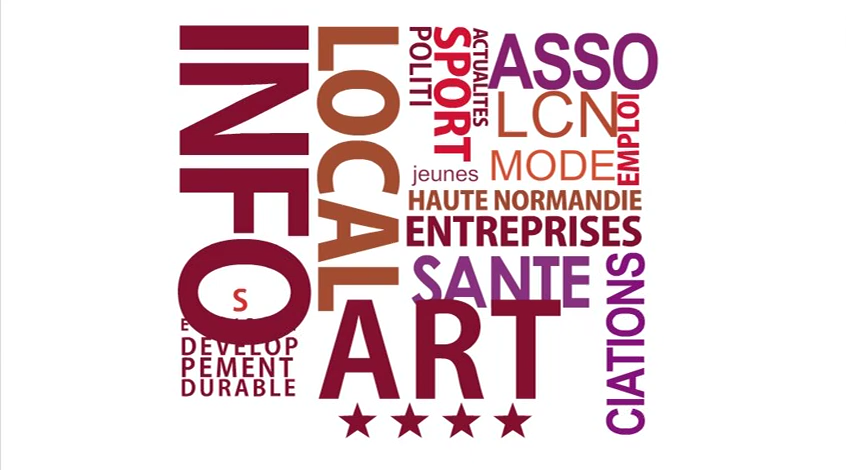 INFO
LOCAL
POLITI
SPORT
ACTUALITES
ASSO
LCN
EMPLOI
MODE
jeunes
HAUTE NORMANDIE
ENTREPRISES
SANTE
CIATIONS
ART
S
DEVELOP
PEMENT
DURABLE